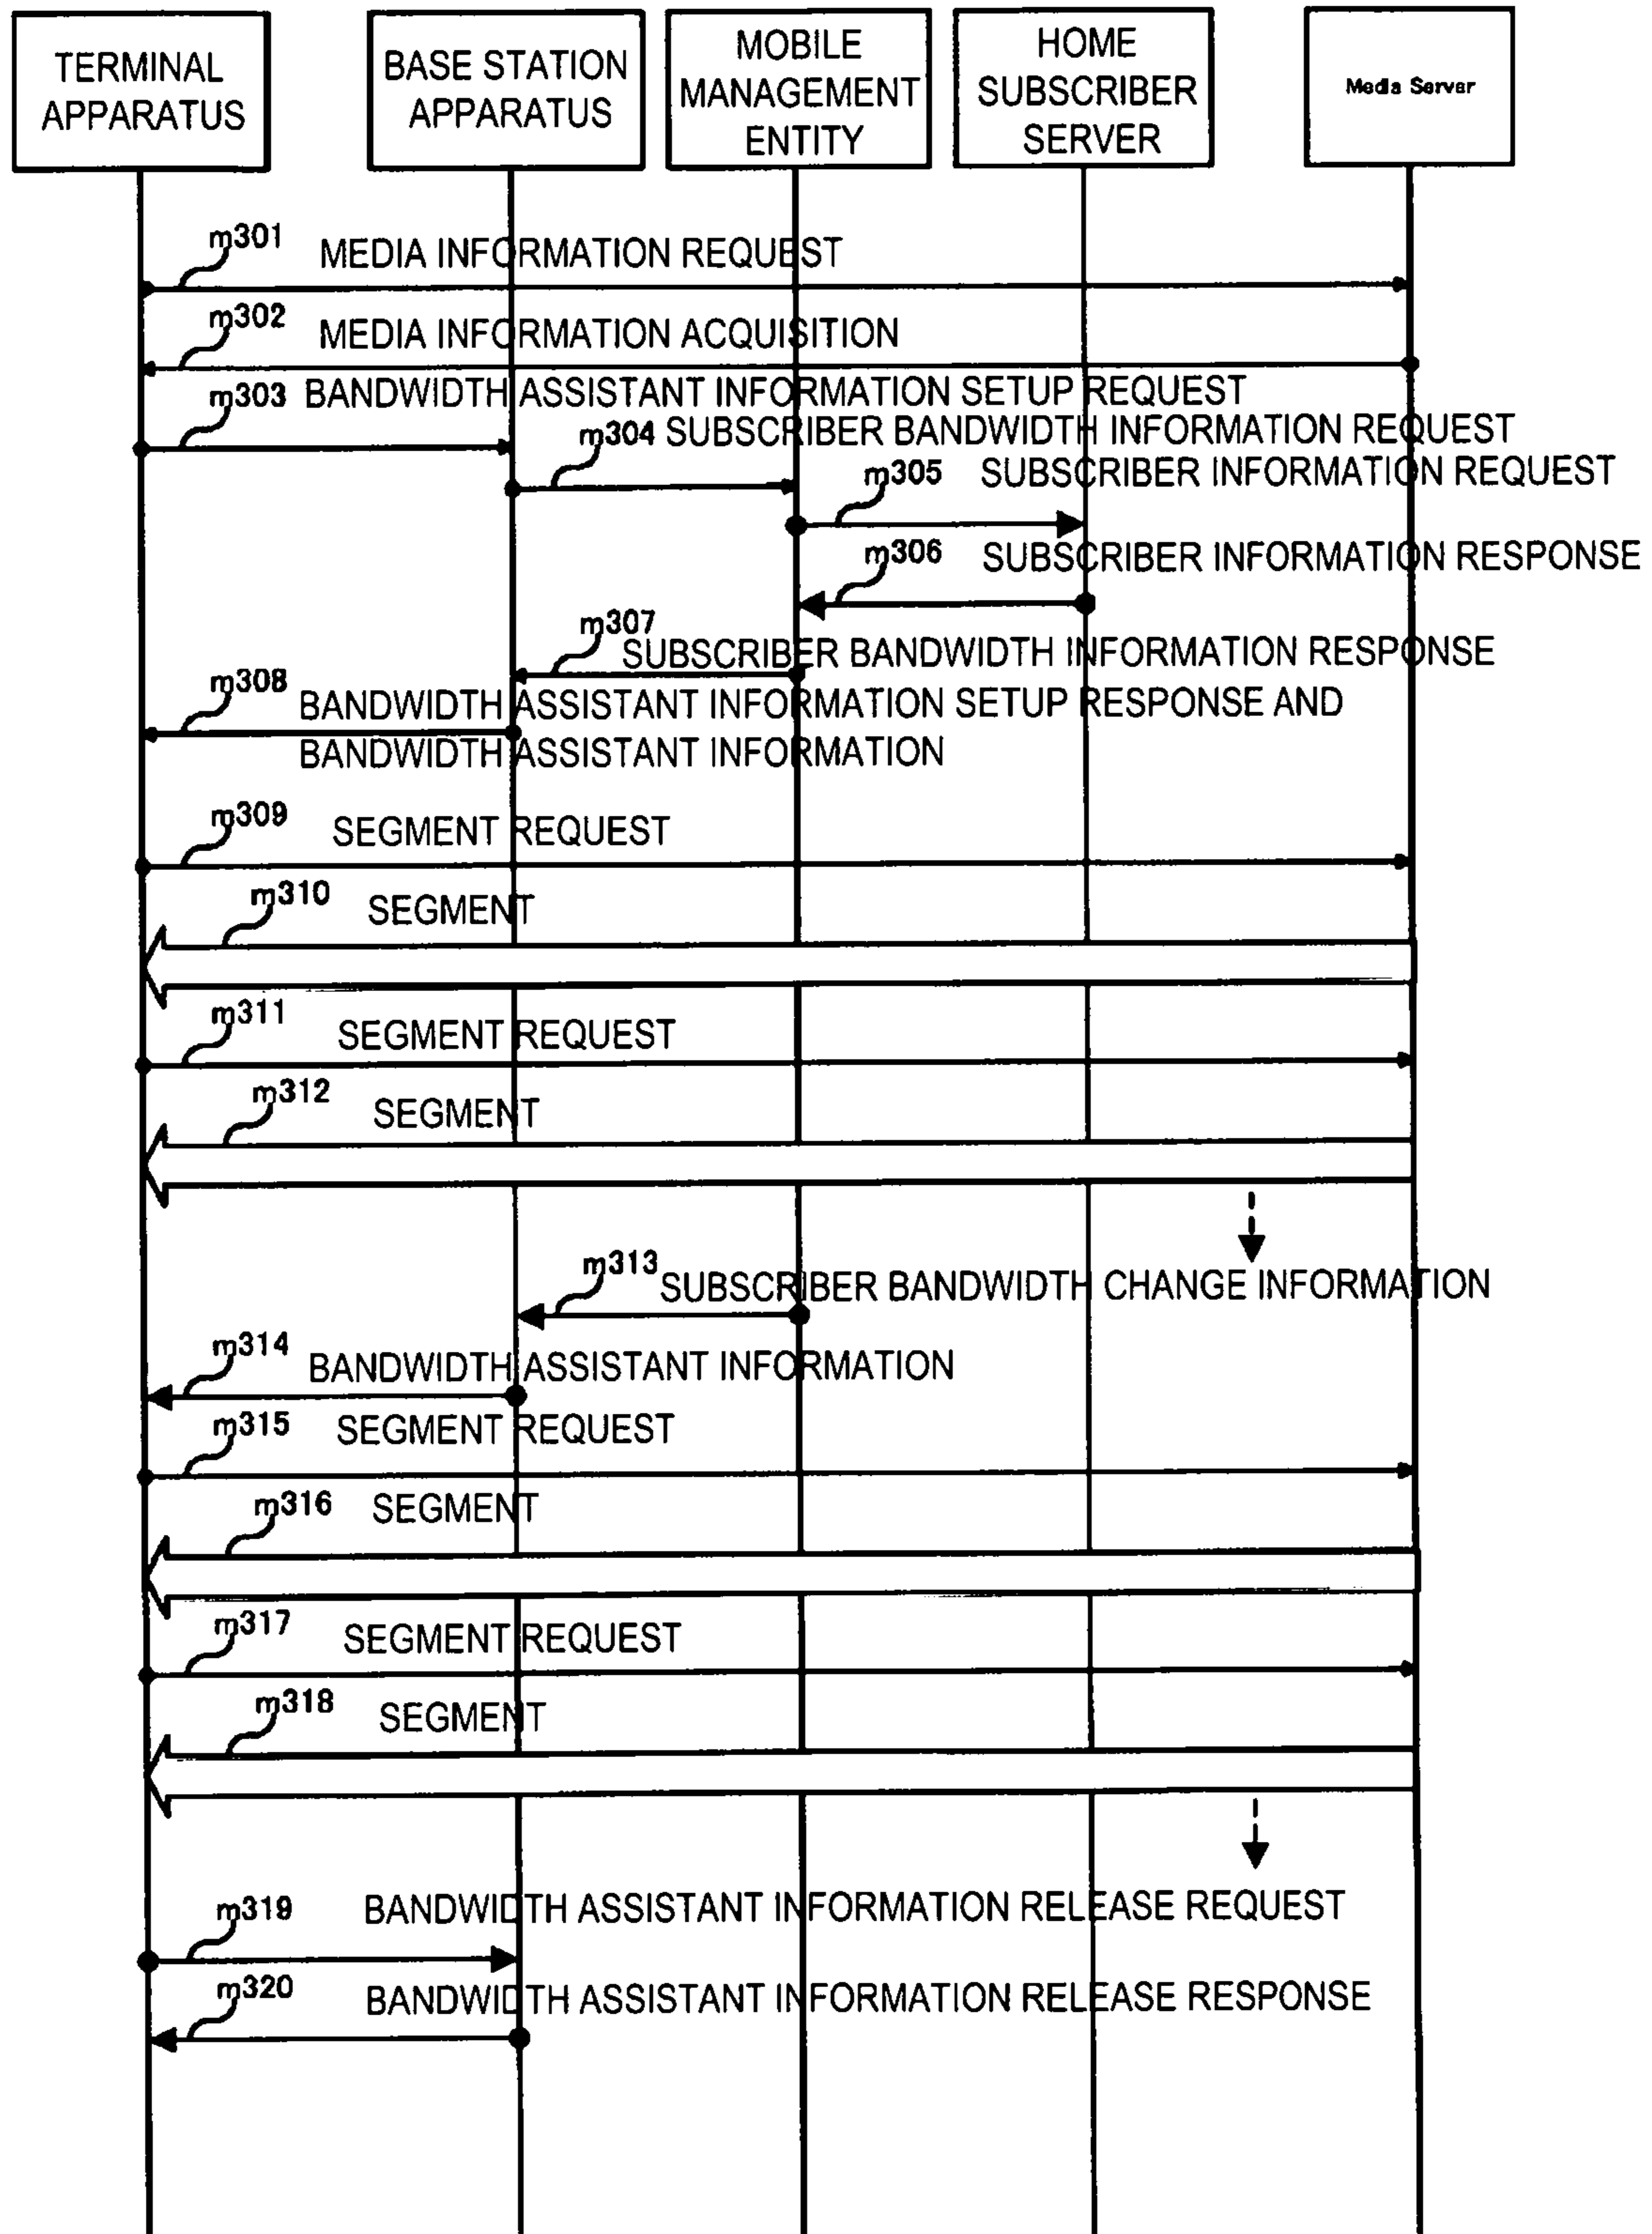 TERMINAL
APPARATUS
BASE STATION
APPARATUS
MOBILE
MANAGEMENT
ENTITY
HOME
SUBSCRIBER
SERVER
Media Server
m301 MEDIA INFORMATION REQUEST
m302 MEDIA INFORMATION ACQUISITION
m303 BANDWIDTH ASSISTANT INFORMATION SETUP REQUEST
m304 SUBSCRIBER BANDWIDTH INFORMATION REQUEST
m305 SUBSCRIBER INFORMATION REQUEST
m306 SUBSCRIBER INFORMATION RESPONSE
m307 SUBSCRIBER BANDWIDTH INFORMATION RESPONSE
m308 BANDWIDTH ASSISTANT INFORMATION SETUP RESPONSE AND
BANDWIDTH ASSISTANT INFORMATION
m309 SEGMENT REQUEST
m310 SEGMENT
m311 SEGMENT REQUEST
m312 SEGMENT
m313 SUBSCRIBER BANDWIDTH CHANGE INFORMATION
m314 BANDWIDTH ASSISTANT INFORMATION
m315 SEGMENT REQUEST
m316 SEGMENT
m317 SEGMENT REQUEST
m318 SEGMENT
m319 BANDWIDTH ASSISTANT INFORMATION RELEASE REQUEST
m320 BANDWIDTH ASSISTANT INFORMATION RELEASE RESPONSE